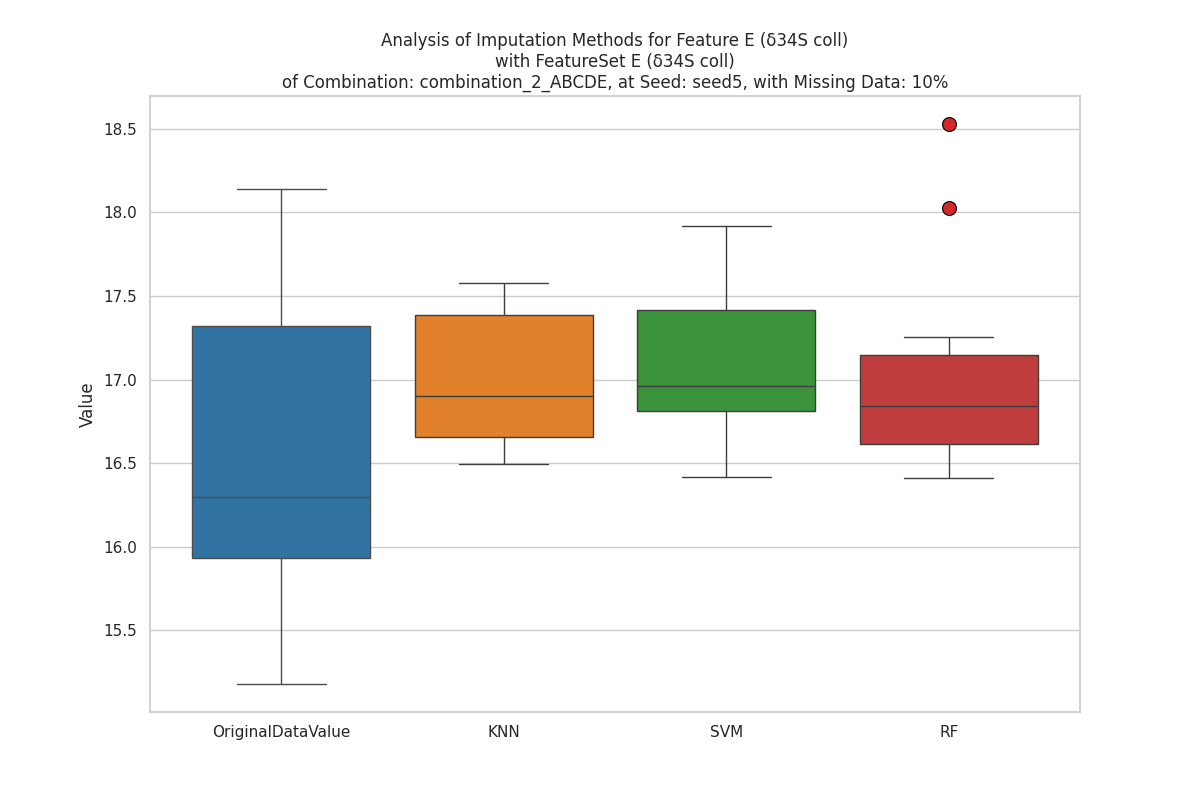 Analysis of Imputation Methods for Feature E (δ34S coll)
with FeatureSet E (δ34S coll)
of Combination: combination_2_ABCDE, at Seed: seed5, with Missing Data: 10%
18.5
18.0
17.5
17.0
16.5
16.0
15.5
Value
OriginalDataValue
KNN
SVM
RF